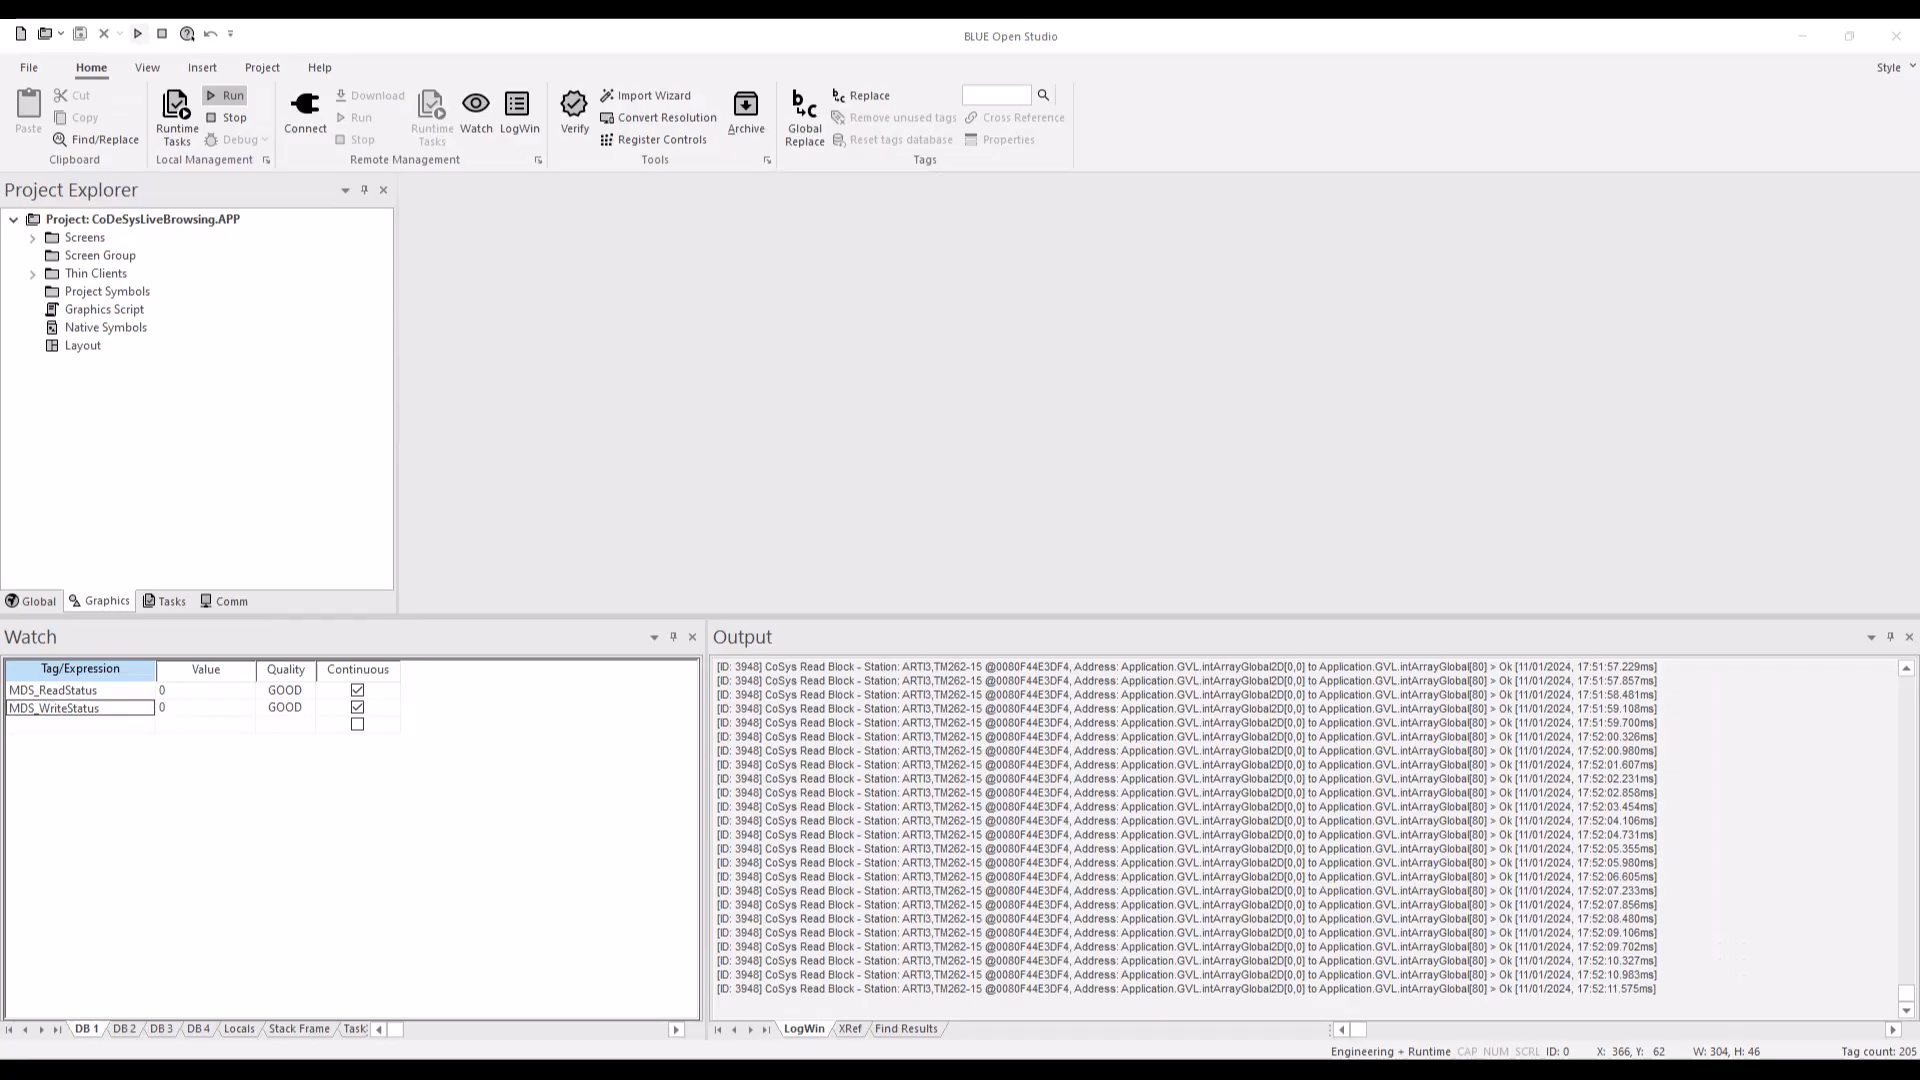 BLUE Open Studio
File Home View Insert Project Help Style
Paste Cut Copy Find/Replace
Clipboard
Runtime Tasks Run Stop Debug
Local Management
Connect Download Run Stop Runtime Tasks Watch LogWin
Remote Management
Verify Import Wizard Convert Resolution Register Controls Archive
Tools
Global Replace Replace Remove unused tags Reset tags database Cross Reference Properties
Tags
Project Explorer
Project: CoDeSysLiveBrowsing.APP
Screens
Screen Group
Thin Clients
Project Symbols
Graphics Script
Native Symbols
Layout
Global Graphics Tasks Comm
Watch
Tag/Expression Value Quality Continuous
MDS_ReadStatus 0 GOOD
MDS_WriteStatus 0 GOOD
DB 1 DB 2 DB 3 DB 4 Locals Stack Frame Task
Output
[ID: 3948] CoSys Read Block - Station: ARTI3,TM262-15 @0080F44E3DF4, Address: Application.GVL.intArrayGlobal2D[0,0] to Application.GVL.intArrayGlobal[80] > Ok [11/01/2024, 17:51:57.229ms]
[ID: 3948] CoSys Read Block - Station: ARTI3,TM262-15 @0080F44E3DF4, Address: Application.GVL.intArrayGlobal2D[0,0] to Application.GVL.intArrayGlobal[80] > Ok [11/01/2024, 17:51:57.857ms]
[ID: 3948] CoSys Read Block - Station: ARTI3,TM262-15 @0080F44E3DF4, Address: Application.GVL.intArrayGlobal2D[0,0] to Application.GVL.intArrayGlobal[80] > Ok [11/01/2024, 17:51:58.481ms]
[ID: 3948] CoSys Read Block - Station: ARTI3,TM262-15 @0080F44E3DF4, Address: Application.GVL.intArrayGlobal2D[0,0] to Application.GVL.intArrayGlobal[80] > Ok [11/01/2024, 17:51:59.108ms]
[ID: 3948] CoSys Read Block - Station: ARTI3,TM262-15 @0080F44E3DF4, Address: Application.GVL.intArrayGlobal2D[0,0] to Application.GVL.intArrayGlobal[80] > Ok [11/01/2024, 17:51:59.700ms]
[ID: 3948] CoSys Read Block - Station: ARTI3,TM262-15 @0080F44E3DF4, Address: Application.GVL.intArrayGlobal2D[0,0] to Application.GVL.intArrayGlobal[80] > Ok [11/01/2024, 17:52:00.326ms]
[ID: 3948] CoSys Read Block - Station: ARTI3,TM262-15 @0080F44E3DF4, Address: Application.GVL.intArrayGlobal2D[0,0] to Application.GVL.intArrayGlobal[80] > Ok [11/01/2024, 17:52:00.980ms]
[ID: 3948] CoSys Read Block - Station: ARTI3,TM262-15 @0080F44E3DF4, Address: Application.GVL.intArrayGlobal2D[0,0] to Application.GVL.intArrayGlobal[80] > Ok [11/01/2024, 17:52:01.607ms]
[ID: 3948] CoSys Read Block - Station: ARTI3,TM262-15 @0080F44E3DF4, Address: Application.GVL.intArrayGlobal2D[0,0] to Application.GVL.intArrayGlobal[80] > Ok [11/01/2024, 17:52:02.231ms]
[ID: 3948] CoSys Read Block - Station: ARTI3,TM262-15 @0080F44E3DF4, Address: Application.GVL.intArrayGlobal2D[0,0] to Application.GVL.intArrayGlobal[80] > Ok [11/01/2024, 17:52:02.858ms]
[ID: 3948] CoSys Read Block - Station: ARTI3,TM262-15 @0080F44E3DF4, Address: Application.GVL.intArrayGlobal2D[0,0] to Application.GVL.intArrayGlobal[80] > Ok [11/01/2024, 17:52:03.454ms]
[ID: 3948] CoSys Read Block - Station: ARTI3,TM262-15 @0080F44E3DF4, Address: Application.GVL.intArrayGlobal2D[0,0] to Application.GVL.intArrayGlobal[80] > Ok [11/01/2024, 17:52:04.106ms]
[ID: 3948] CoSys Read Block - Station: ARTI3,TM262-15 @0080F44E3DF4, Address: Application.GVL.intArrayGlobal2D[0,0] to Application.GVL.intArrayGlobal[80] > Ok [11/01/2024, 17:52:04.731ms]
[ID: 3948] CoSys Read Block - Station: ARTI3,TM262-15 @0080F44E3DF4, Address: Application.GVL.intArrayGlobal2D[0,0] to Application.GVL.intArrayGlobal[80] > Ok [11/01/2024, 17:52:05.355ms]
[ID: 3948] CoSys Read Block - Station: ARTI3,TM262-15 @0080F44E3DF4, Address: Application.GVL.intArrayGlobal2D[0,0] to Application.GVL.intArrayGlobal[80] > Ok [11/01/2024, 17:52:05.980ms]
[ID: 3948] CoSys Read Block - Station: ARTI3,TM262-15 @0080F44E3DF4, Address: Application.GVL.intArrayGlobal2D[0,0] to Application.GVL.intArrayGlobal[80] > Ok [11/01/2024, 17:52:06.605ms]
[ID: 3948] CoSys Read Block - Station: ARTI3,TM262-15 @0080F44E3DF4, Address: Application.GVL.intArrayGlobal2D[0,0] to Application.GVL.intArrayGlobal[80] > Ok [11/01/2024, 17:52:07.233ms]
[ID: 3948] CoSys Read Block - Station: ARTI3,TM262-15 @0080F44E3DF4, Address: Application.GVL.intArrayGlobal2D[0,0] to Application.GVL.intArrayGlobal[80] > Ok [11/01/2024, 17:52:07.856ms]
[ID: 3948] CoSys Read Block - Station: ARTI3,TM262-15 @0080F44E3DF4, Address: Application.GVL.intArrayGlobal2D[0,0] to Application.GVL.intArrayGlobal[80] > Ok [11/01/2024, 17:52:08.480ms]
[ID: 3948] CoSys Read Block - Station: ARTI3,TM262-15 @0080F44E3DF4, Address: Application.GVL.intArrayGlobal2D[0,0] to Application.GVL.intArrayGlobal[80] > Ok [11/01/2024, 17:52:09.106ms]
[ID: 3948] CoSys Read Block - Station: ARTI3,TM262-15 @0080F44E3DF4, Address: Application.GVL.intArrayGlobal2D[0,0] to Application.GVL.intArrayGlobal[80] > Ok [11/01/2024, 17:52:09.702ms]
[ID: 3948] CoSys Read Block - Station: ARTI3,TM262-15 @0080F44E3DF4, Address: Application.GVL.intArrayGlobal2D[0,0] to Application.GVL.intArrayGlobal[80] > Ok [11/01/2024, 17:52:10.327ms]
[ID: 3948] CoSys Read Block - Station: ARTI3,TM262-15 @0080F44E3DF4, Address: Application.GVL.intArrayGlobal2D[0,0] to Application.GVL.intArrayGlobal[80] > Ok [11/01/2024, 17:52:10.983ms]
[ID: 3948] CoSys Read Block - Station: ARTI3,TM262-15 @0080F44E3DF4, Address: Application.GVL.intArrayGlobal2D[0,0] to Application.GVL.intArrayGlobal[80] > Ok [11/01/2024, 17:52:11.575ms]
LogWin XRef Find Results
Engineering + Runtime CAP NUM SCRL ID: 0 X: 366, Y: 62 W: 304, H: 46 Tag count: 205